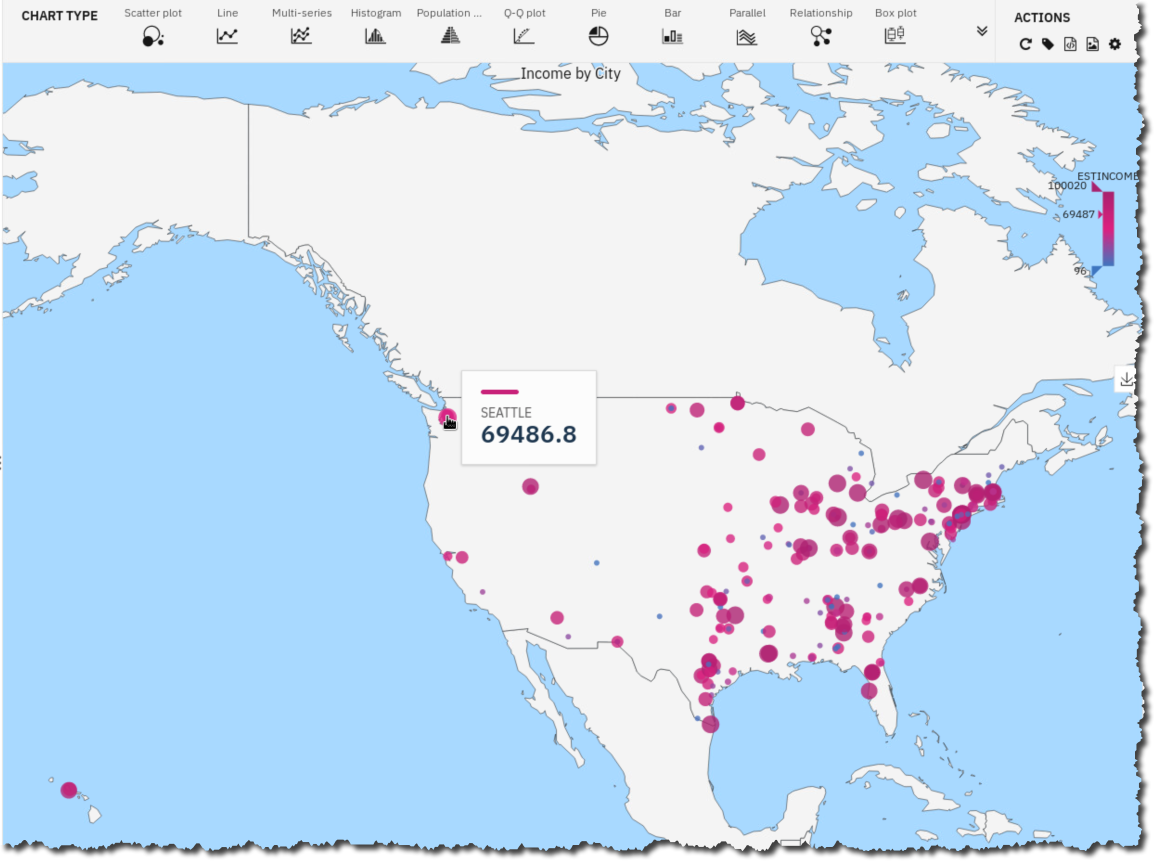 CHART TYPE
Scatter plot
Line
Multi-series
Histogram
Population ...
Q-Q plot
Pie
Bar
Parallel
Relationship
Box plot
ACTIONS
Income by City
ESTINCOME
100020
69487
96
SEATTLE
69486.8